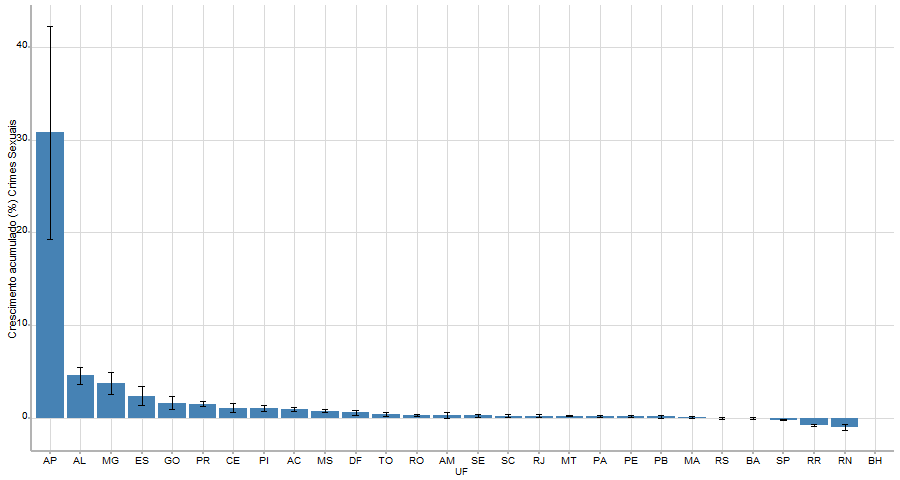 Crescimento acumulado (%) Crimes Sexuais
40
30
20
10
0
AP AL MG ES GO PR CE PI AC MS DF TO RO AM SE SC RJ MT PA PE PB MA RS BA SP RR RN BH
UF